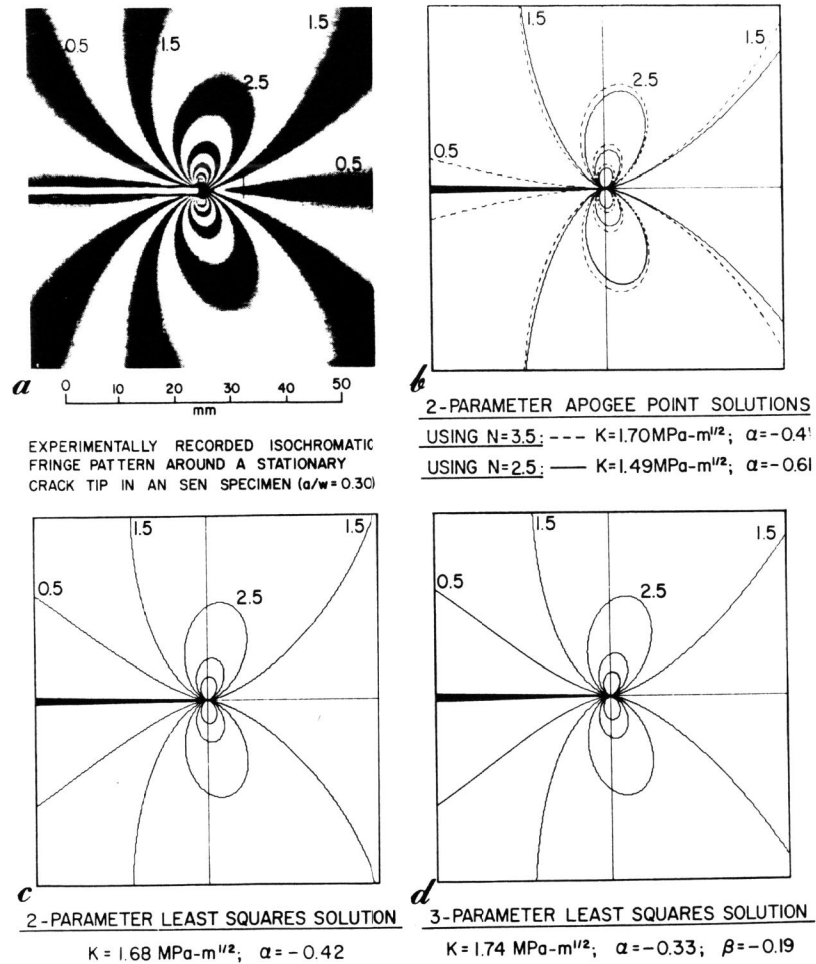 0.5
1.5
1.5
2.5
0.5
a
0 10 20 30 40 50
mm
EXPERIMENTALLY RECORDED ISOCHROMATIC
FRINGE PATTERN AROUND A STATIONARY
CRACK TIP IN AN SEN SPECIMEN (a/w = 0.30)
1.5
1.5
2.5
0.5
b
2-PARAMETER APOGEE POINT SOLUTIONS
USING N=3.5: --- K=1.70MPa-m^1/2; α=-0.4
USING N=2.5: — K=1.49MPa-m^1/2; α=-0.61
1.5
1.5
0.5
2.5
c
2-PARAMETER LEAST SQUARES SOLUTION
K = 1.68 MPa-m^1/2; α = -0.42
1.5
1.5
0.5
2.5
d
3-PARAMETER LEAST SQUARES SOLUTION
K = 1.74 MPa-m^1/2; α=-0.33; β=-0.19